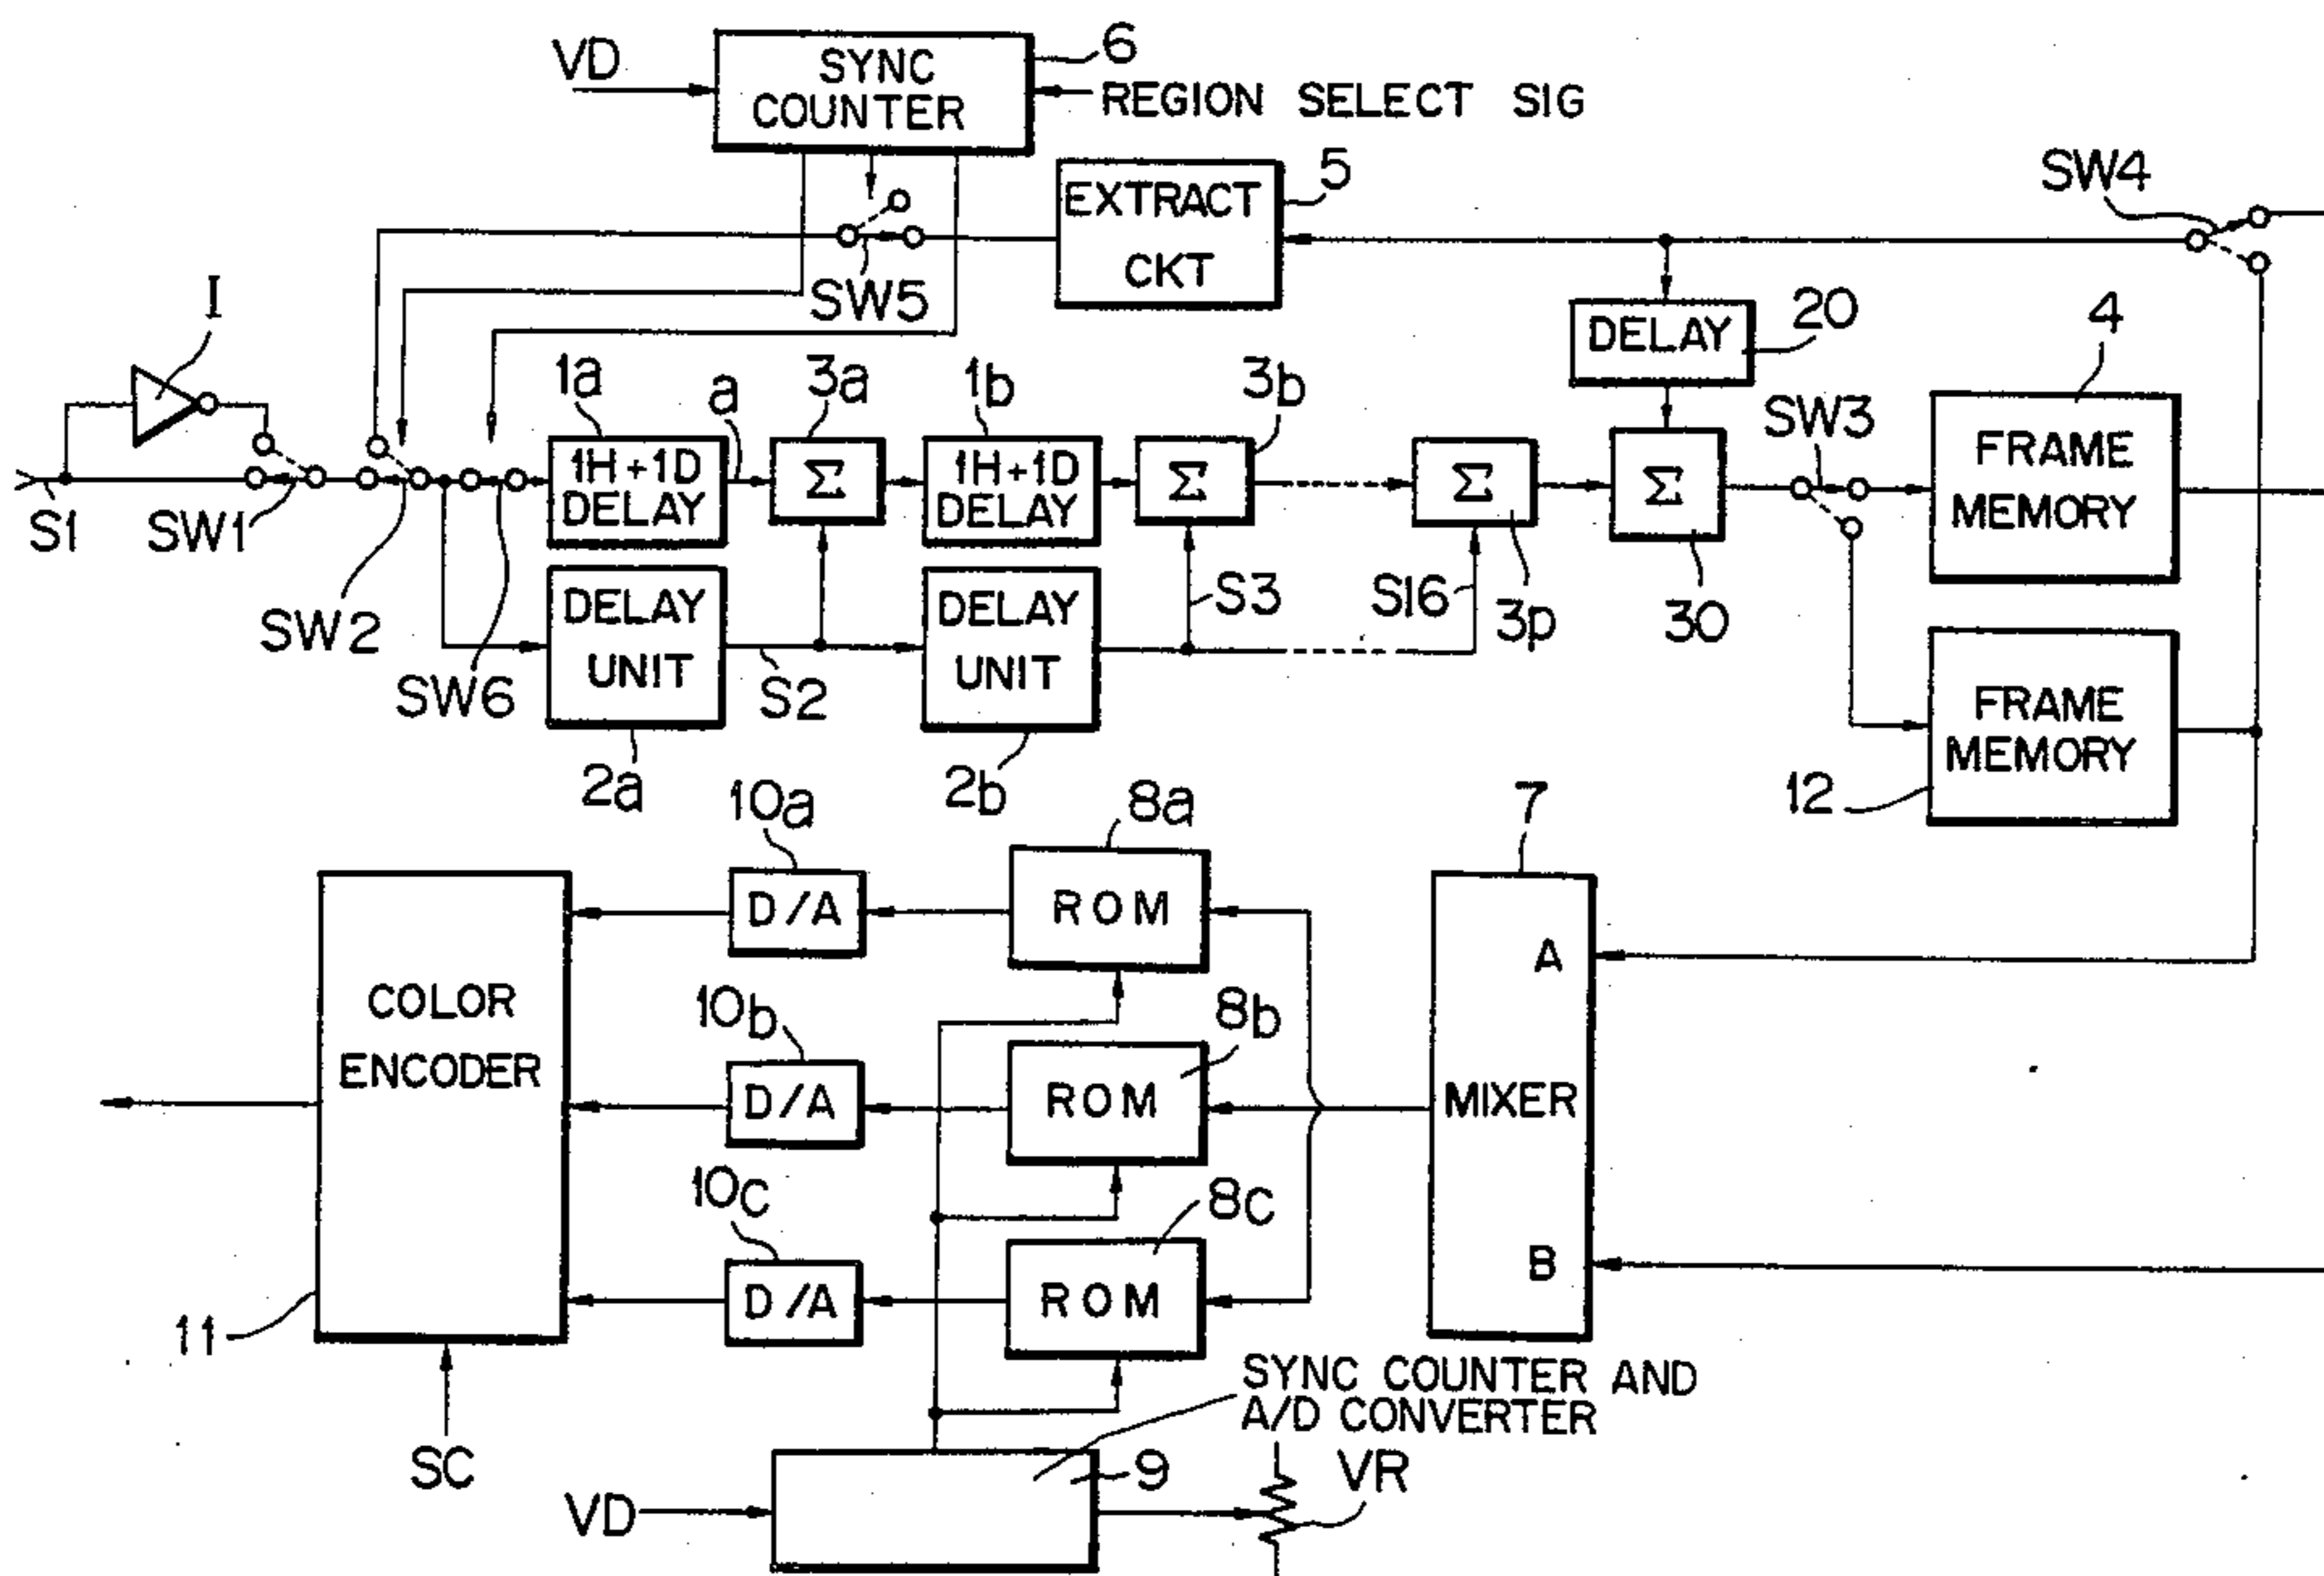 VD
SYNC
COUNTER
6
REGION SELECT SIG
EXTRACT
CKT
5
SW4
SW5
DELAY
20
4
I
1a
a
3a
1b
3b
SW3
S1
SW1
1H+1D
DELAY
Σ
1H+1D
DELAY
Σ
Σ
Σ
FRAME
MEMORY
SW2
SW6
DELAY
UNIT
S2
DELAY
UNIT
S3
S16
3p
30
FRAME
MEMORY
12
2a
2b
10a
8a
7
D/A
ROM
A
COLOR
ENCODER
10b
8b
D/A
ROM
MIXER
10c
8c
D/A
ROM
B
11
SC
SYNC COUNTER AND
A/D CONVERTER
9
VR
VD